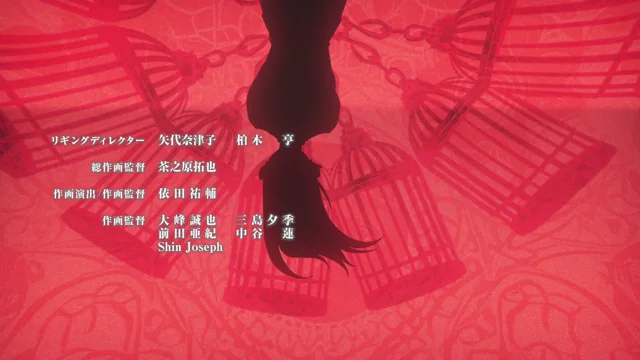 リギングディレクター 矢代奈津子 柏木 亨
総作画監督 茶之原拓也
作画演出/作画監督 依田祐輔
作画監督 大峰誠也 三島夕季
前田亜紀 中谷 蓮
Shin Joseph